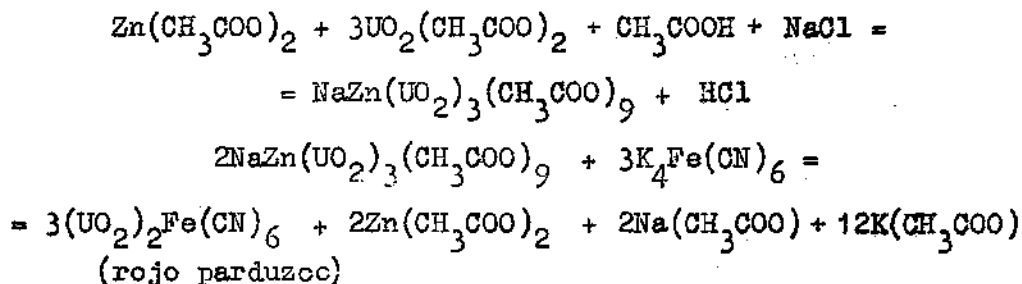 Zn(CH3COO)2 + 3UO2(CH3COO)2 + CH3COOH + NaCl =
= NaZn(UO2)3(CH3COO)9 + HCl
2NaZn(UO2)3(CH3COO)9 + 3K4Fe(CN)6 =
= 3(UO2)2Fe(CN)6 + 2Zn(CH3COO)2 + 2Na(CH3COO) + 12K(CH3COO)
(rojo parduzco)